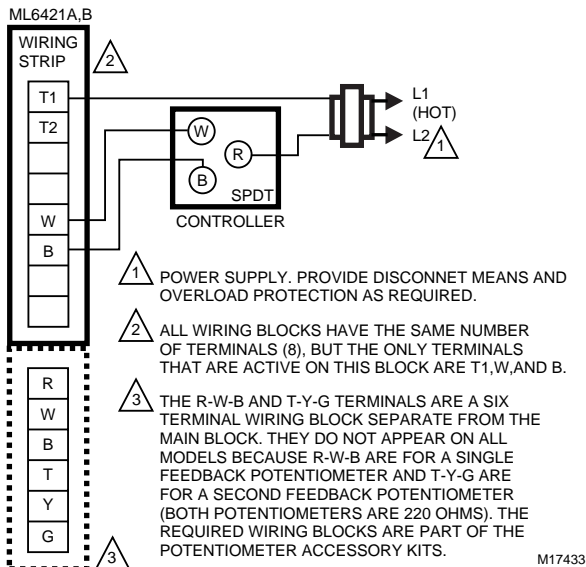 ML6421A,B
WIRING
STRIP
2
T1
T2
W
B
L1
(HOT)
L2
1
W
R
B
SPDT
CONTROLLER
1
POWER SUPPLY. PROVIDE DISCONNET MEANS AND
OVERLOAD PROTECTION AS REQUIRED.
2
ALL WIRING BLOCKS HAVE THE SAME NUMBER
OF TERMINALS (8), BUT THE ONLY TERMINALS
THAT ARE ACTIVE ON THIS BLOCK ARE T1,W,AND B.
3
THE R-W-B AND T-Y-G TERMINALS ARE A SIX
TERMINAL WIRING BLOCK SEPARATE FROM THE
MAIN BLOCK. THEY DO NOT APPEAR ON ALL
MODELS BECAUSE R-W-B ARE FOR A SINGLE
FEEDBACK POTENTIOMETER AND T-Y-G ARE
FOR A SECOND FEEDBACK POTENTIOMETER
(BOTH POTENTIOMETERS ARE 220 OHMS). THE
REQUIRED WIRING BLOCKS ARE PART OF THE
POTENTIOMETER ACCESSORY KITS.
R
W
B
T
Y
G
3
M17433